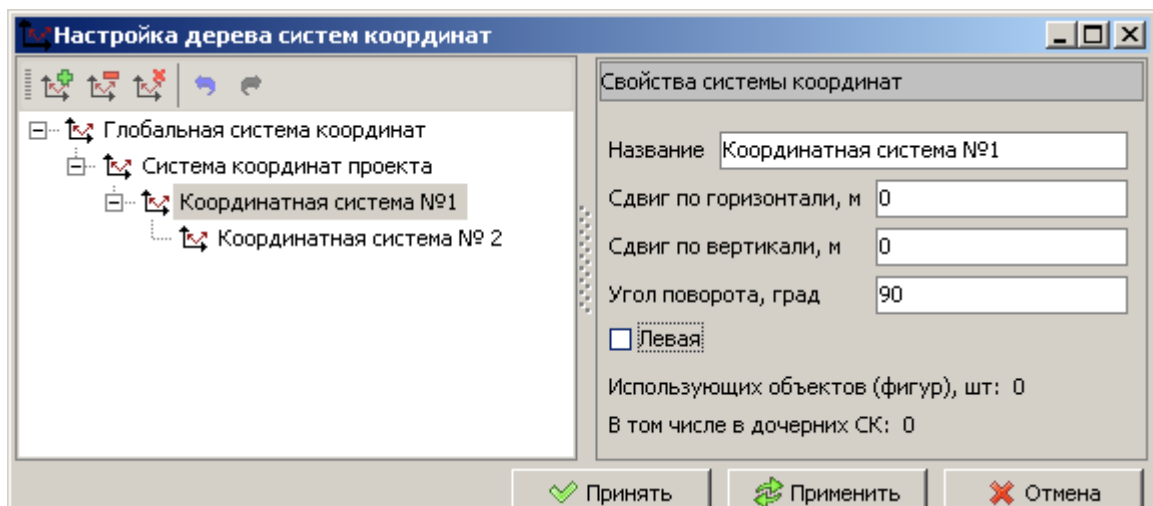 Настройка дерева систем координат
Глобальная система координат
Система координат проекта
Координатная система №1
Координатная система № 2
Свойства системы координат
Название Координатная система №1
Сдвиг по горизонтали, м 0
Сдвиг по вертикали, м 0
Угол поворота, град 90
Левая
Использующих объектов (фигур), шт: 0
В том числе в дочерних СК: 0
Принять Применить Отмена